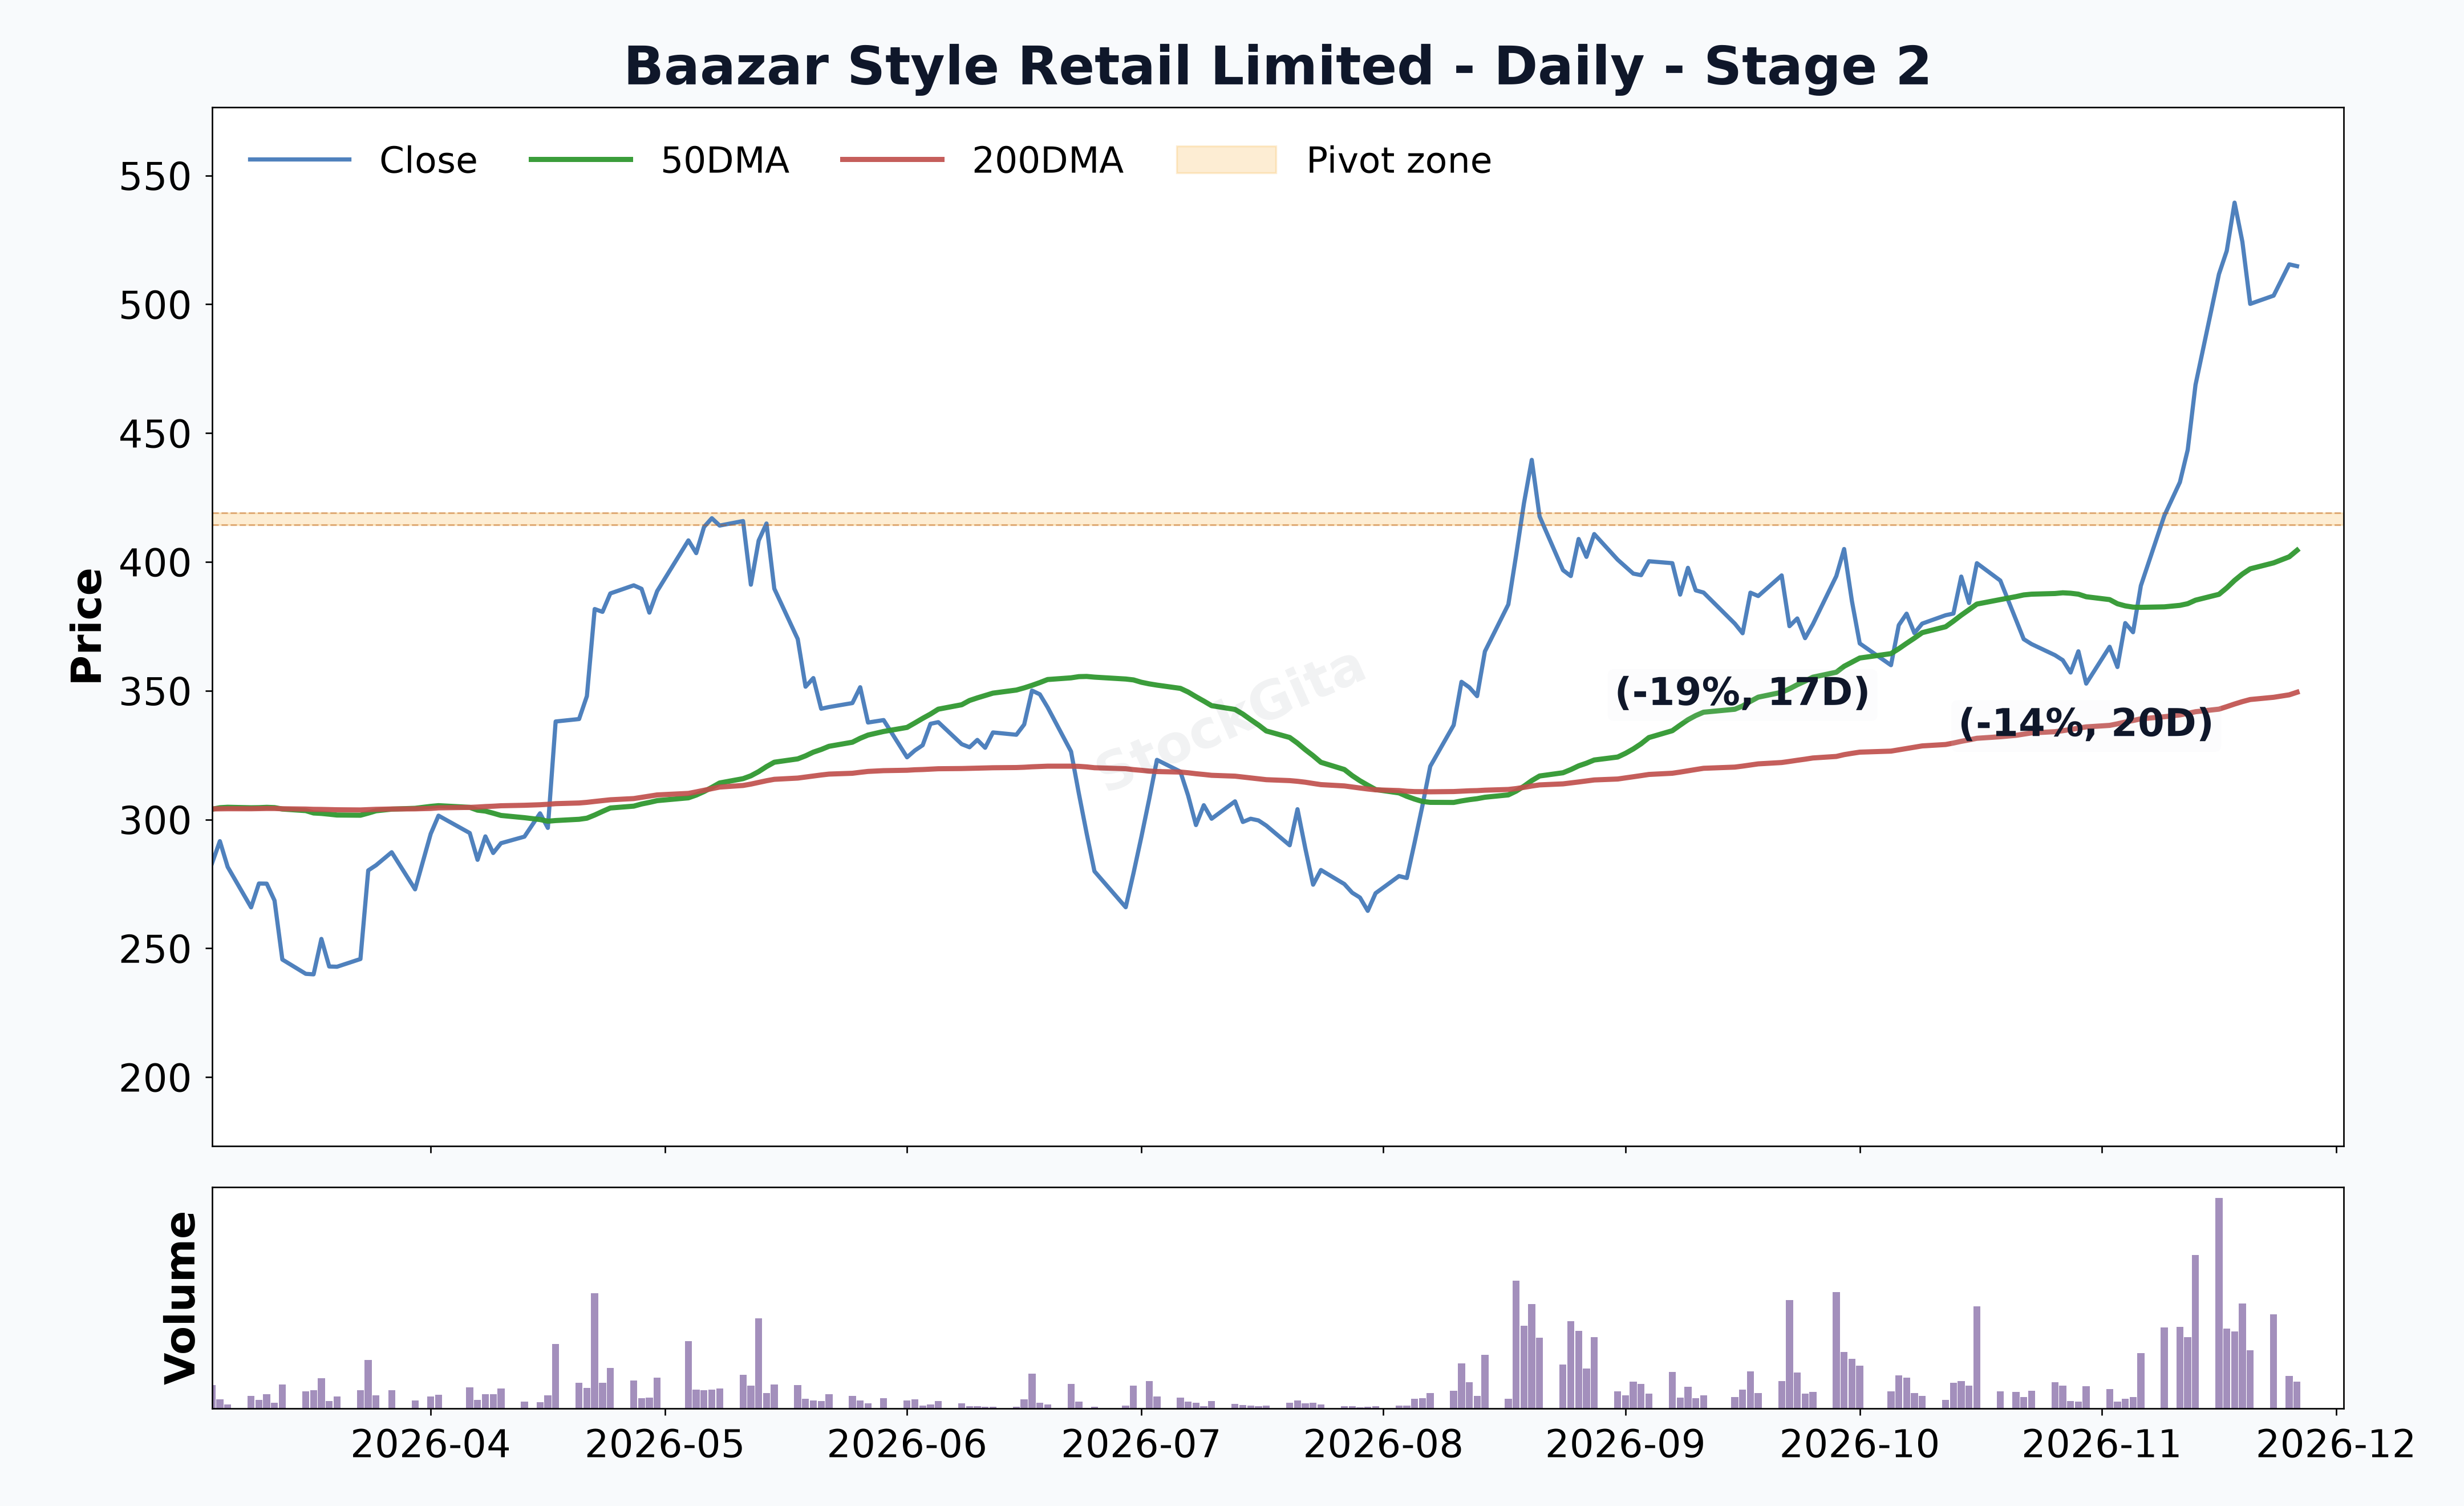 Baazar Style Retail Limited - Daily - Stage 2
Close 50DMA 200DMA Pivot zone
550
500
450
400
350
300
250
200
Price
(-19%, 17D)
(-14%, 20D)
StockGita
Volume
2026-04 2026-05 2026-06 2026-07 2026-08 2026-09 2026-10 2026-11 2026-12